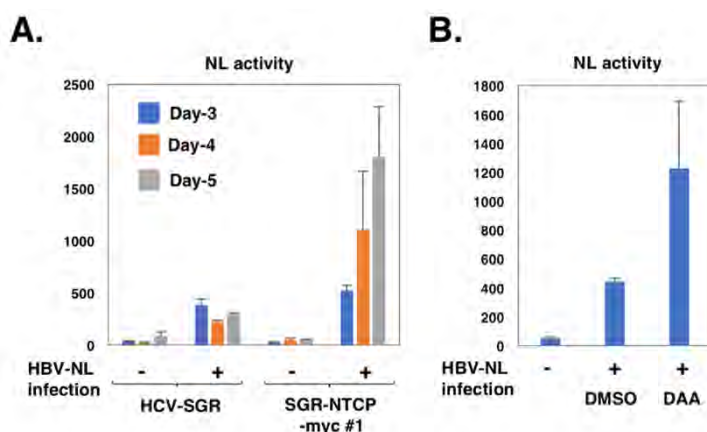 A.
NL activity
2500
2000
1500
1000
500
0
Day-3
Day-4
Day-5
HBV-NL infection
- + - +
HCV-SGR
SGR-NTCP
-myc #1
B.
NL activity
1800
1600
1400
1200
1000
800
600
400
200
0
HBV-NL infection
- + +
DMSO DAA